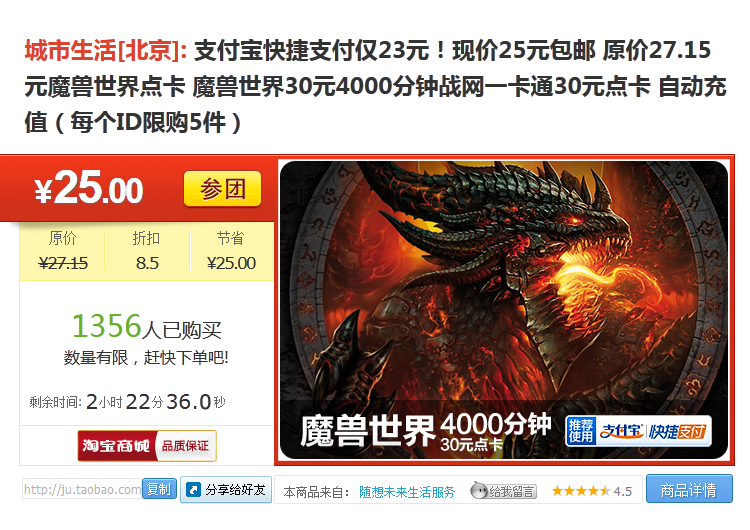 城市生活[北京]: 支付宝快捷支付仅23元！现价25元包邮 原价27.15
元魔兽世界点卡 魔兽世界30元4000分钟战网一卡通30元点卡 自动充
值（每个ID限购5件）
¥25.00
参团
原价 折扣 节省
¥27.15 8.5 ¥25.00
1356人已购买
数量有限，赶快下单吧!
剩余时间: 2小时22分36.0秒
淘宝商城 品质保证
魔兽世界 4000分钟
30元点卡
推荐
使用
支付宝 快捷支付
http://ju.taobao.com 复制 分享给好友
本商品来自： 随想未来生活服务 给我留言 4.5 商品详情